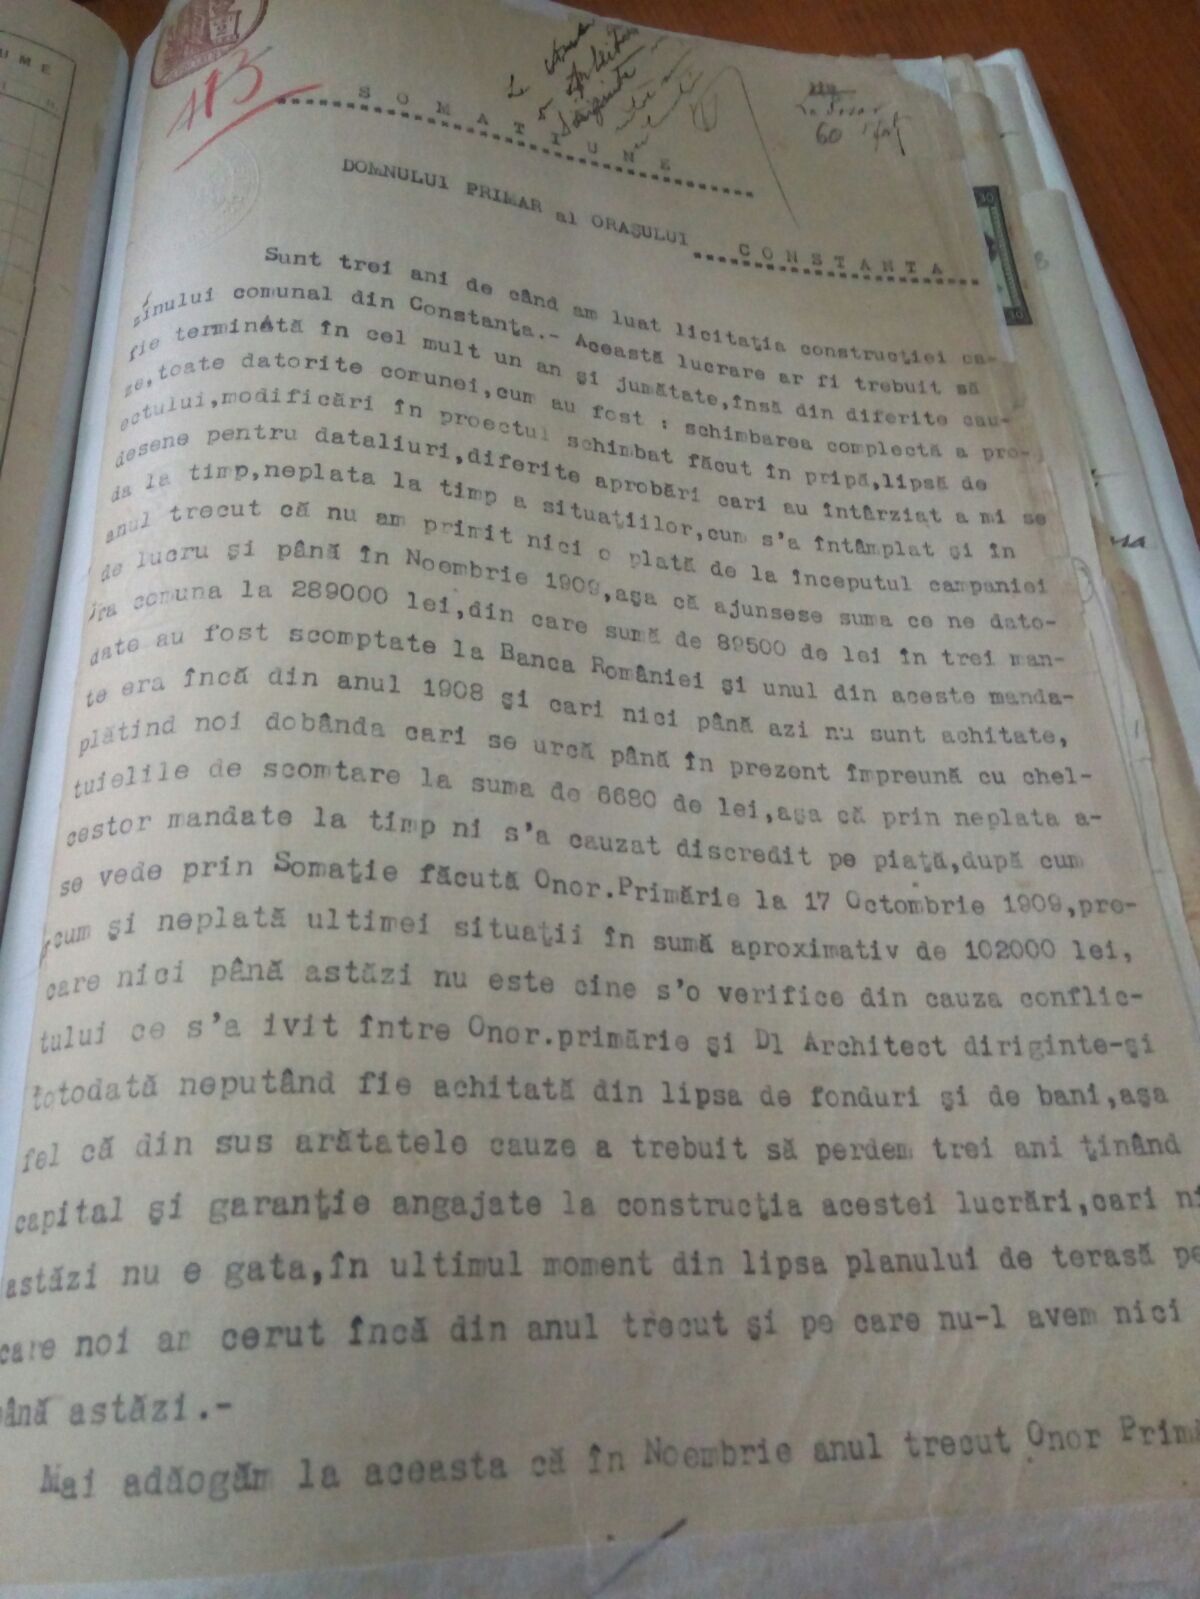 UME
113
S O M A T I U N E
DOMNULUI PRIMAR al ORAŞULUI C O N S T A N T A
60
Sunt trei ani de când am luat licitaţia construcţiei ca-
zinului comunal din Constanţa.- Această lucrare ar fi trebuit să
fie terminată în cel mult un an şi jumătate,însă din diferite cau-
ze,toate datorite comunei,cum au fost : schimbarea complectă a pro-
ectului,modificări în proectul schimbat făcut în pripă,lipsă de
desene pentru dataliuri,diferite aprobări cari au întârziat a mi se
da la timp,neplata la timp a situaţiilor,cum s'a întâmplat şi în
anul trecut că nu am primit nici o plată de la începutul campaniei
de lucru şi până în Noembrie 1909,aşa că ajunsese suma ce ne dato-
ra comuna la 289000 lei,din care sumă de 89500 de lei în trei man-
date au fost scomptate la Banca României şi unul din aceste manda-
te era încă din anul 1908 şi cari nici până azi nu sunt achitate,
plătind noi dobânda cari se urcă până în prezent împreună cu chel-
tuielile de scomtare la suma de 6680 de lei,aşa că prin neplata a-
cestor mandate la timp ni s'a cauzat discredit pe piaţă,după cum
se vede prin Somaţie făcută Onor.Primărie la 17 Octombrie 1909,pre-
cum şi neplată ultimei situaţii în sumă aproximativ de 102000 lei,
care nici până astăzi nu este cine s'o verifice din cauza conflic-
tului ce s'a ivit între Onor.primărie şi Dl Architect diriginte-şi
totodată neputând fie achitată din lipsa de fonduri şi de bani,aşa
fel că din sus arătatele cauze a trebuit să perdem trei ani ţinând
capital şi garanţie angajate la construcţia acestei lucrări,cari ni
astăzi nu e gata,în ultimul moment din lipsa planului de terasă pe
care noi am cerut încă din anul trecut şi pe care nu-l avem nici
până astăzi.-
Mai adăogăm la aceasta că în Noembrie anul trecut Onor Primă